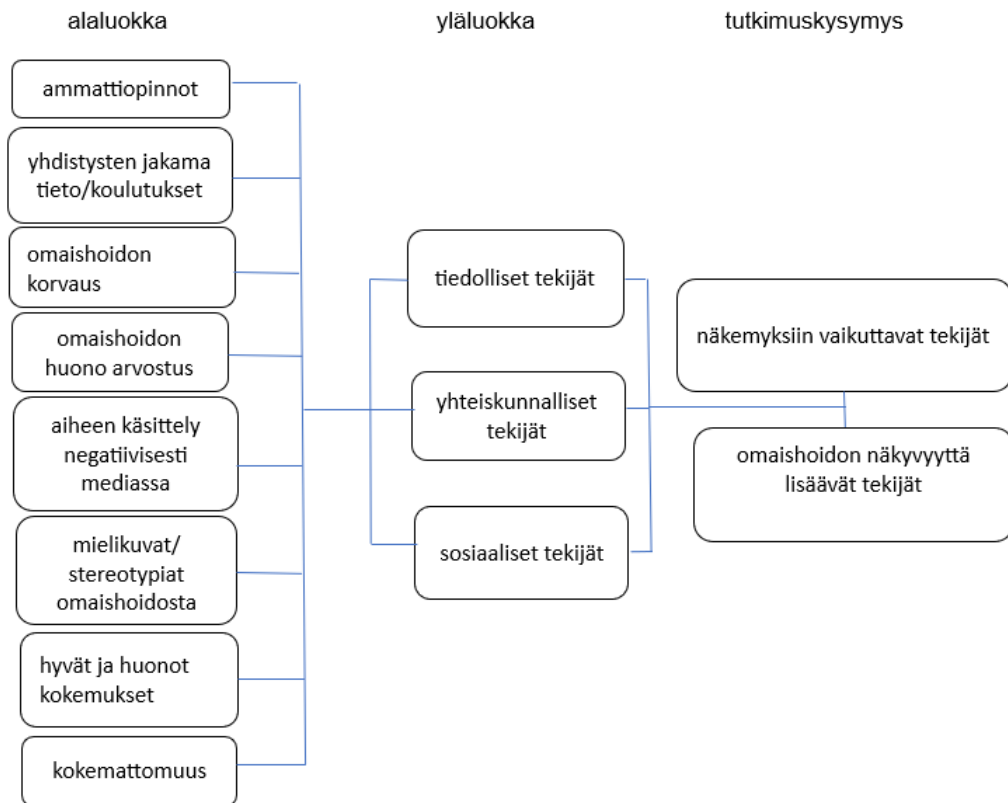 alaluokka
yläluokka
tutkimuskysymys
ammattiopinnot
yhdistysten jakama
tieto/koulutukset
omaishoidon
korvaus
omaishoidon
huono arvostus
aiheen käsittely
negatiivisesti
mediassa
mielikuvat/
stereotypiat
omaishoidosta
hyvät ja huonot
kokemukset
kokemattomuus
tiedolliset tekijät
yhteiskunnalliset
tekijät
sosiaaliset tekijät
näkemyksiin vaikuttavat tekijät
omaishoidon näkyvyyttä
lisäävät tekijät